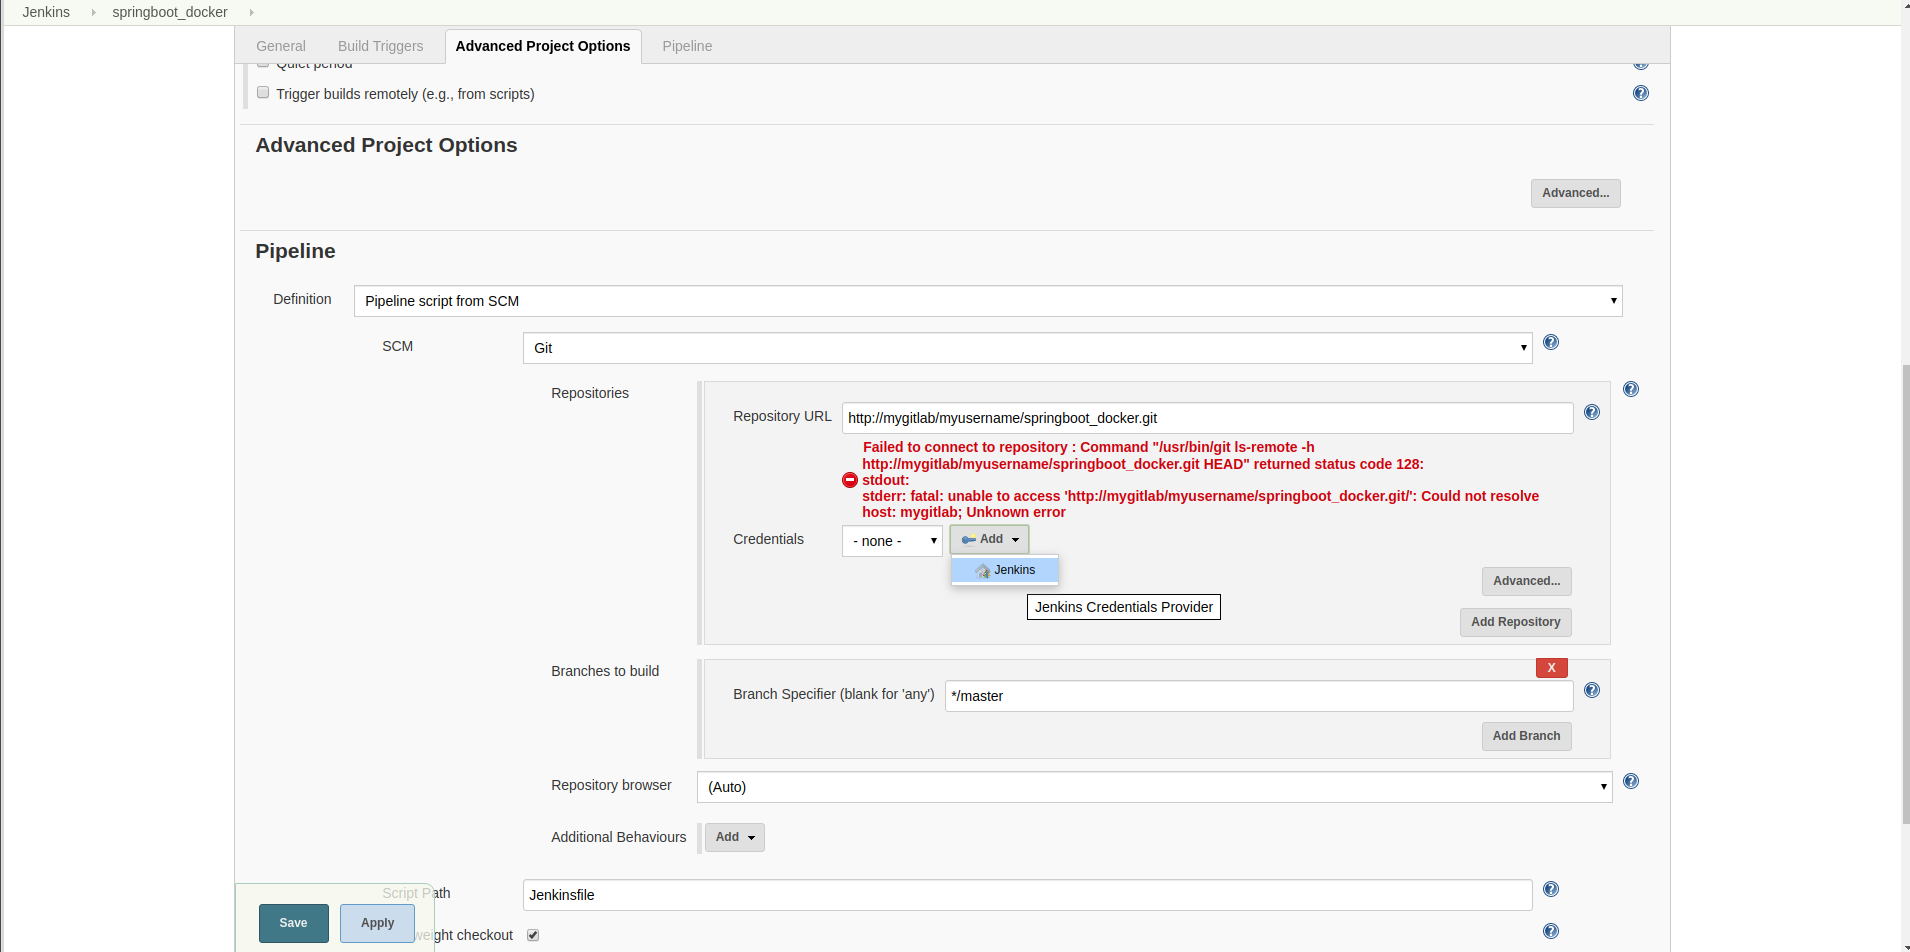 Jenkins
springboot_docker
General
Build Triggers
Advanced Project Options
Pipeline
Quiet period
Trigger builds remotely (e.g., from scripts)
Advanced Project Options
Advanced...
Pipeline
Definition
Pipeline script from SCM
SCM
Git
Repositories
Repository URL
http://mygitlab/myusername/springboot_docker.git
Failed to connect to repository : Command "/usr/bin/git ls-remote -h
http://mygitlab/myusername/springboot_docker.git HEAD" returned status code 128:
stdout:
stderr: fatal: unable to access 'http://mygitlab/myusername/springboot_docker.git/': Could not resolve
host: mygitlab; Unknown error
Credentials
- none -
Add
Jenkins
Jenkins Credentials Provider
Advanced...
Add Repository
Branches to build
X
Branch Specifier (blank for 'any')
*/master
Add Branch
Repository browser
(Auto)
Additional Behaviours
Add
Script Path
Jenkinsfile
Save
Apply
weight checkout